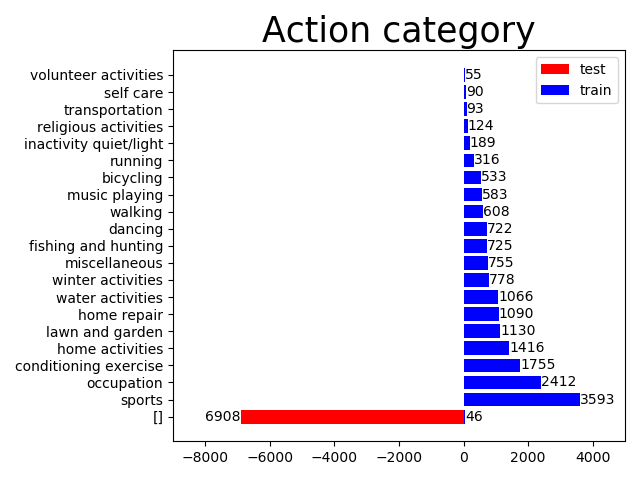 Action category
test
train
volunteer activities 55
self care 90
transportation 93
religious activities 124
inactivity quiet/light 189
running 316
bicycling 533
music playing 583
walking 608
dancing 722
fishing and hunting 725
miscellaneous 755
winter activities 778
water activities 1066
home repair 1090
lawn and garden 1130
home activities 1416
conditioning exercise 1755
occupation 2412
sports 3593
[] 6908 46
−8000 −6000 −4000 −2000 0 2000 4000